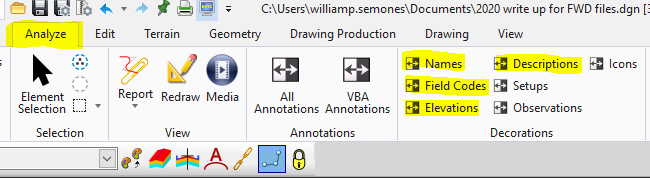 C:\Users\williamp.semones\Documents\2020 write up for FWD files.dgn [3
Analyze Edit Terrain Geometry Drawing Production Drawing View
Names Descriptions Icons
Element Selection Report Redraw Media All Annotations VBA Annotations
Field Codes Setups
Elevations Observations
Selection View Annotations Decorations